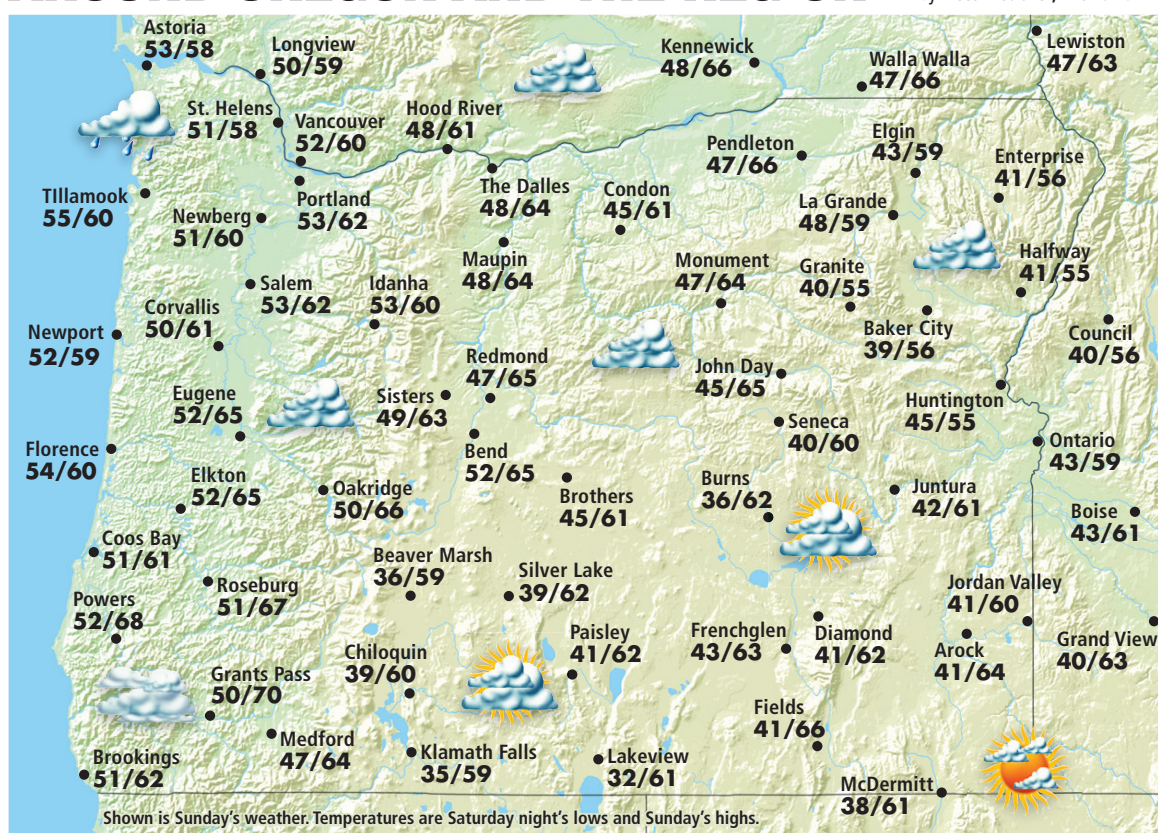 Astoria
53/58
Longview
50/59
Kennewick
48/66
Walla Walla
47/66
Lewiston
47/63
St. Helens
51/58
Vancouver
52/60
Hood River
48/61
Pendleton
47/66
Elgin
43/59
Enterprise
41/56
TIllamook
55/60
Newberg
51/60
Portland
53/62
The Dalles
48/64
Condon
45/61
La Grande
48/59
Maupin
48/64
Monument
47/64
Granite
40/55
Halfway
41/55
Salem
53/62
Idanha
53/60
Corvallis
50/61
Newport
52/59
Baker City
39/56
Council
40/56
Redmond
47/65
John Day
45/65
Eugene
52/65
Sisters
49/63
Huntington
45/55
Seneca
40/60
Florence
54/60
Bend
52/65
Ontario
43/59
Elkton
52/65
Oakridge
50/66
Brothers
45/61
Burns
36/62
Juntura
42/61
Boise
43/61
Coos Bay
51/61
Beaver Marsh
36/59
Silver Lake
39/62
Roseburg
51/67
Jordan Valley
41/60
Powers
52/68
Paisley
41/62
Frenchglen
43/63
Diamond
41/62
Arock
41/64
Grand View
40/63
Chiloquin
39/60
Grants Pass
50/70
Fields
41/66
Medford
47/64
Klamath Falls
35/59
Lakeview
32/61
Brookings
51/62
McDermitt
38/61
Shown is Sunday's weather. Temperatures are Saturday night's lows and Sunday's highs.